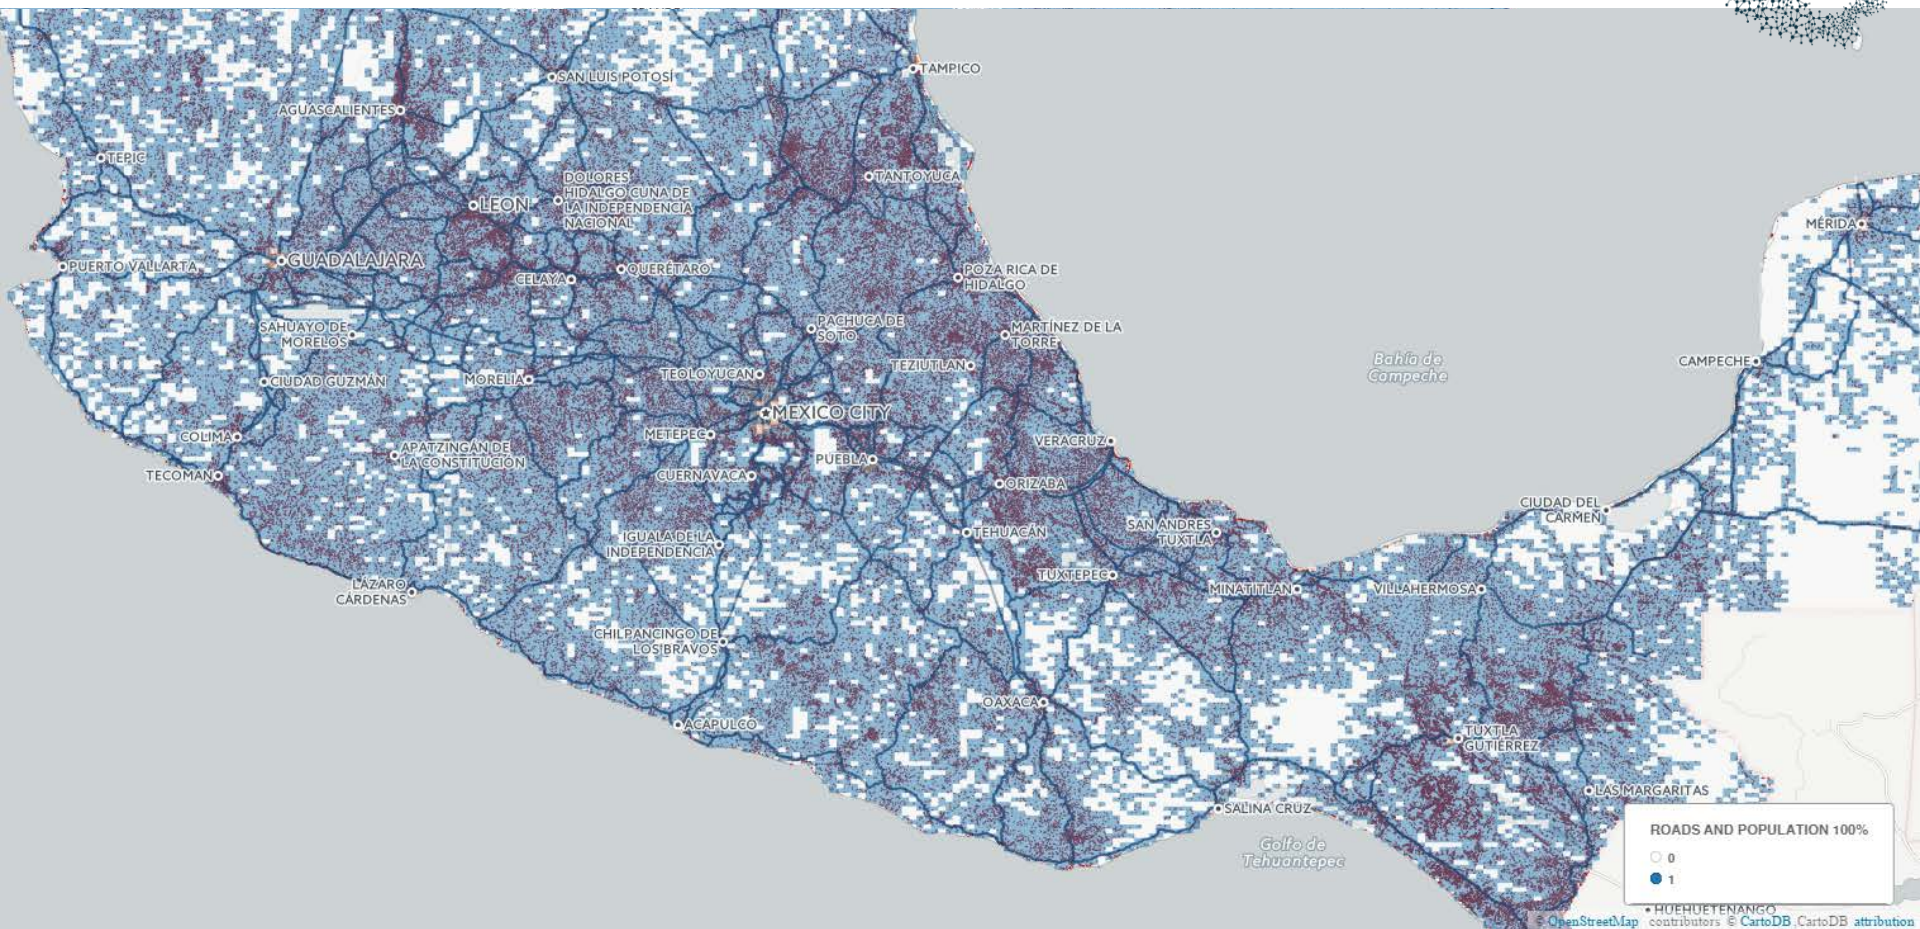 SAN LUIS POTOSÍ
TAMPICO
AGUASCALIENTES
TEPIC
DOLORES
HIDALGO CUNA DE
LA INDEPENDENCIA
NACIONAL
TANTOYUCA
LEON
MÉRIDA
GUADALAJARA
PUERTO VALLARTA
CELAYA
QUERÉTARO
POZA RICA DE
HIDALGO
SAHUAYO DE
MORELOS
PACHUCA DE
SOTO
MARTÍNEZ DE LA
TORRE
Bahía de
Campeche
CAMPECHE
CIUDAD GUZMÁN
MORELIA
TEOLOYUCAN
TEZIUTLAN
MEXICO CITY
COLIMA
APATZINGÁN DE
LA CONSTITUCIÓN
METEPEC
VERACRUZ
TECOMAN
CUERNAVACA
PUEBLA
ORIZABA
CIUDAD DEL
CARMEN
IGUALA DE LA
INDEPENDENCIA
TEHUACÁN
SAN ANDRES
TUXTLA
LÁZARO
CÁRDENAS
TUXTEPEC
MINATITLAN
VILLAHERMOSA
CHILPANCINGO DE
LOS BRAVOS
OAXACA
ACAPULCO
TUXTLA
GUTIÉRREZ
SALINA CRUZ
LAS MARGARITAS
Golfo de
Tehuantepec
ROADS AND POPULATION 100%
0
1
HUEHUETENANGO
© OpenStreetMap contributors © CartoDB, CartoDB attribution